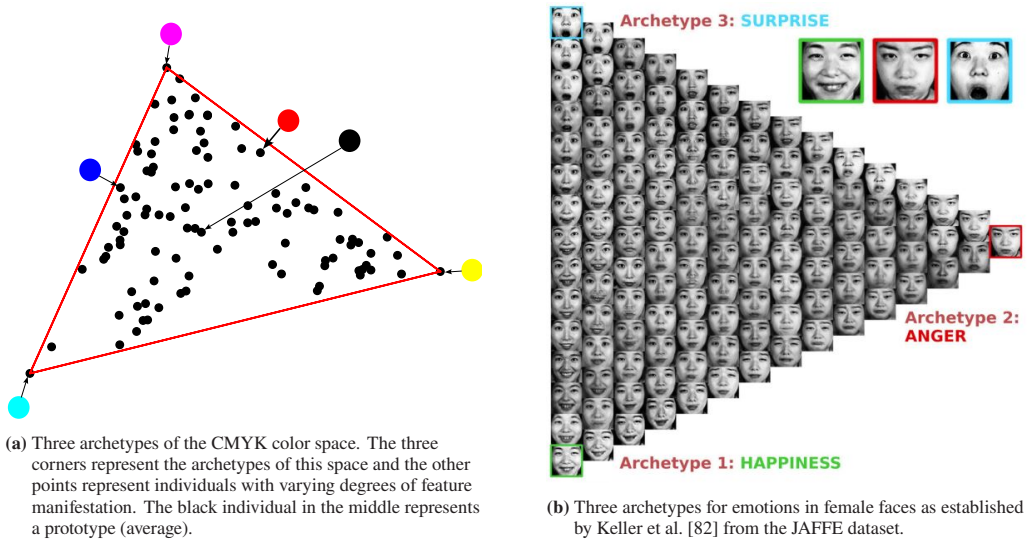 Archetype 3: SURPRISE
Archetype 2:
ANGER
Archetype 1: HAPPINESS
(a) Three archetypes of the CMYK color space. The three
corners represent the archetypes of this space and the other
points represent individuals with varying degrees of feature
manifestation. The black individual in the middle represents
a prototype (average).
(b) Three archetypes for emotions in female faces as established
by Keller et al. [82] from the JAFFE dataset.